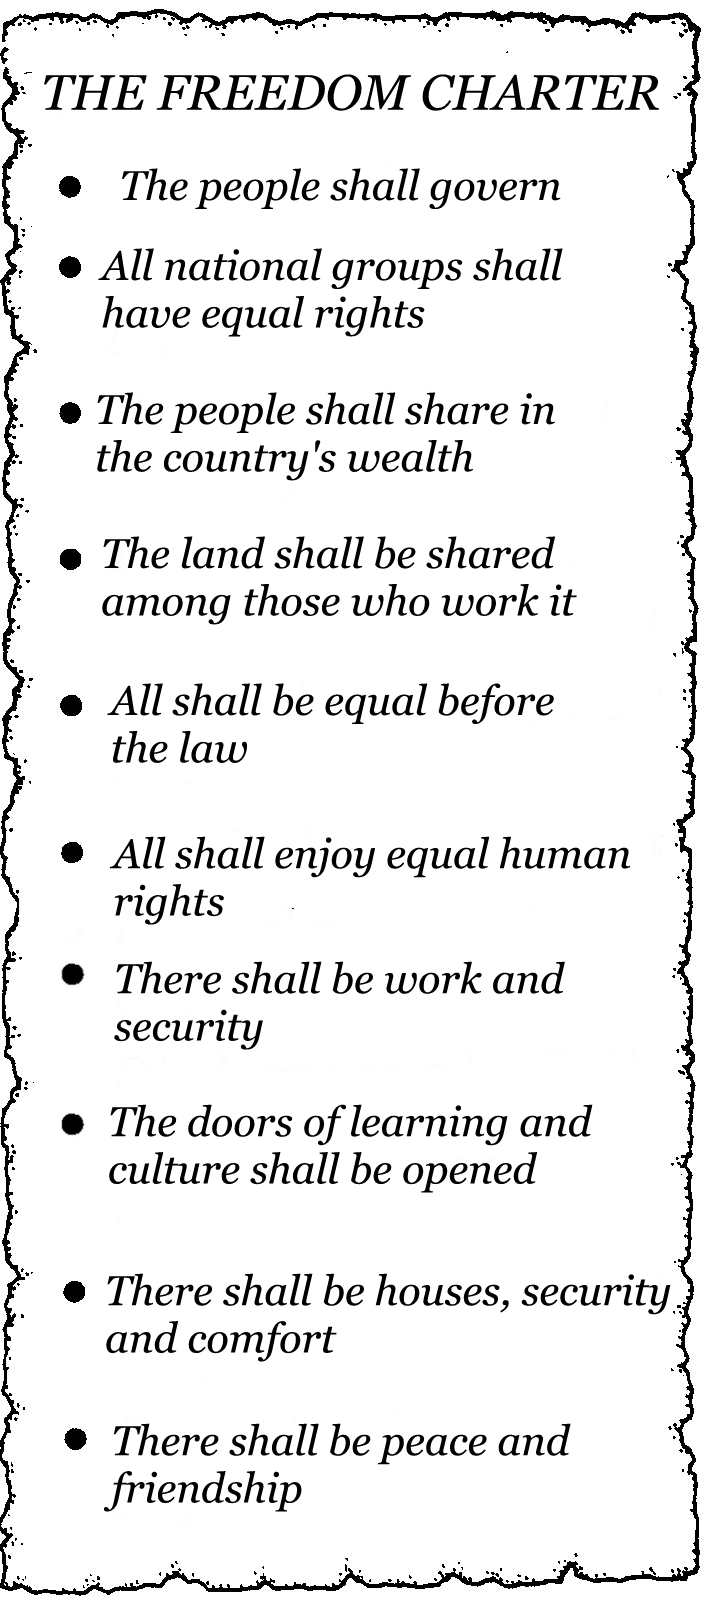 THE FREEDOM CHARTER
● The people shall govern
● All national groups shall
have equal rights
● The people shall share in
the country's wealth
● The land shall be shared
among those who work it
● All shall be equal before
the law
● All shall enjoy equal human
rights
● There shall be work and
security
● The doors of learning and
culture shall be opened
● There shall be houses, security
and comfort
● There shall be peace and
friendship